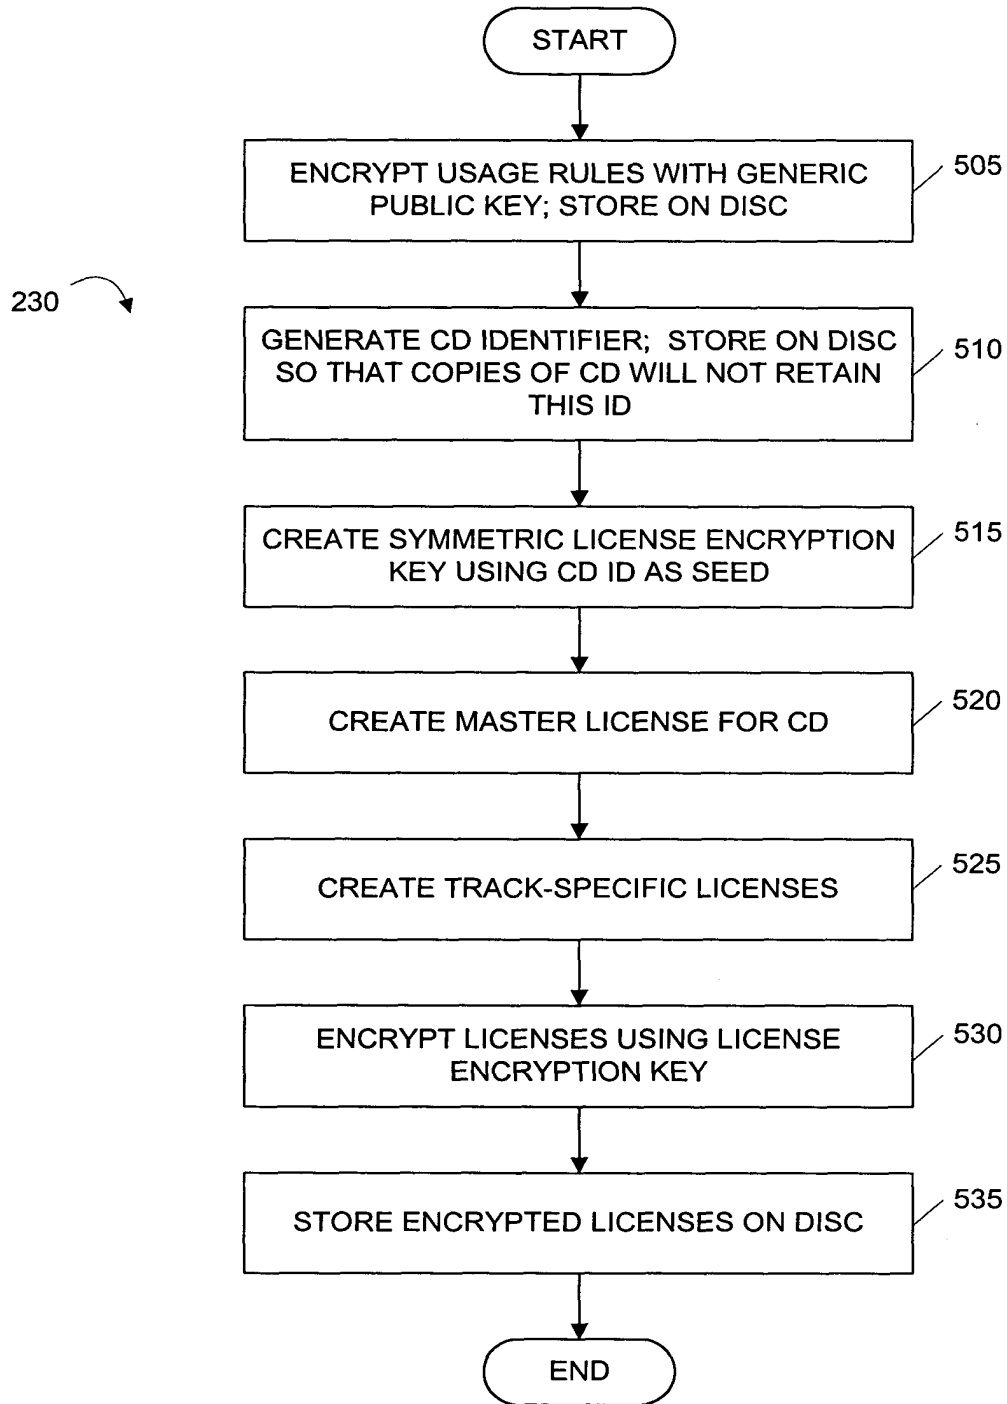 START
ENCRYPT USAGE RULES WITH GENERIC
PUBLIC KEY; STORE ON DISC
505
230
GENERATE CD IDENTIFIER; STORE ON DISC
SO THAT COPIES OF CD WILL NOT RETAIN
THIS ID
510
CREATE SYMMETRIC LICENSE ENCRYPTION
KEY USING CD ID AS SEED
515
CREATE MASTER LICENSE FOR CD
520
CREATE TRACK-SPECIFIC LICENSES
525
ENCRYPT LICENSES USING LICENSE
ENCRYPTION KEY
530
STORE ENCRYPTED LICENSES ON DISC
535
END